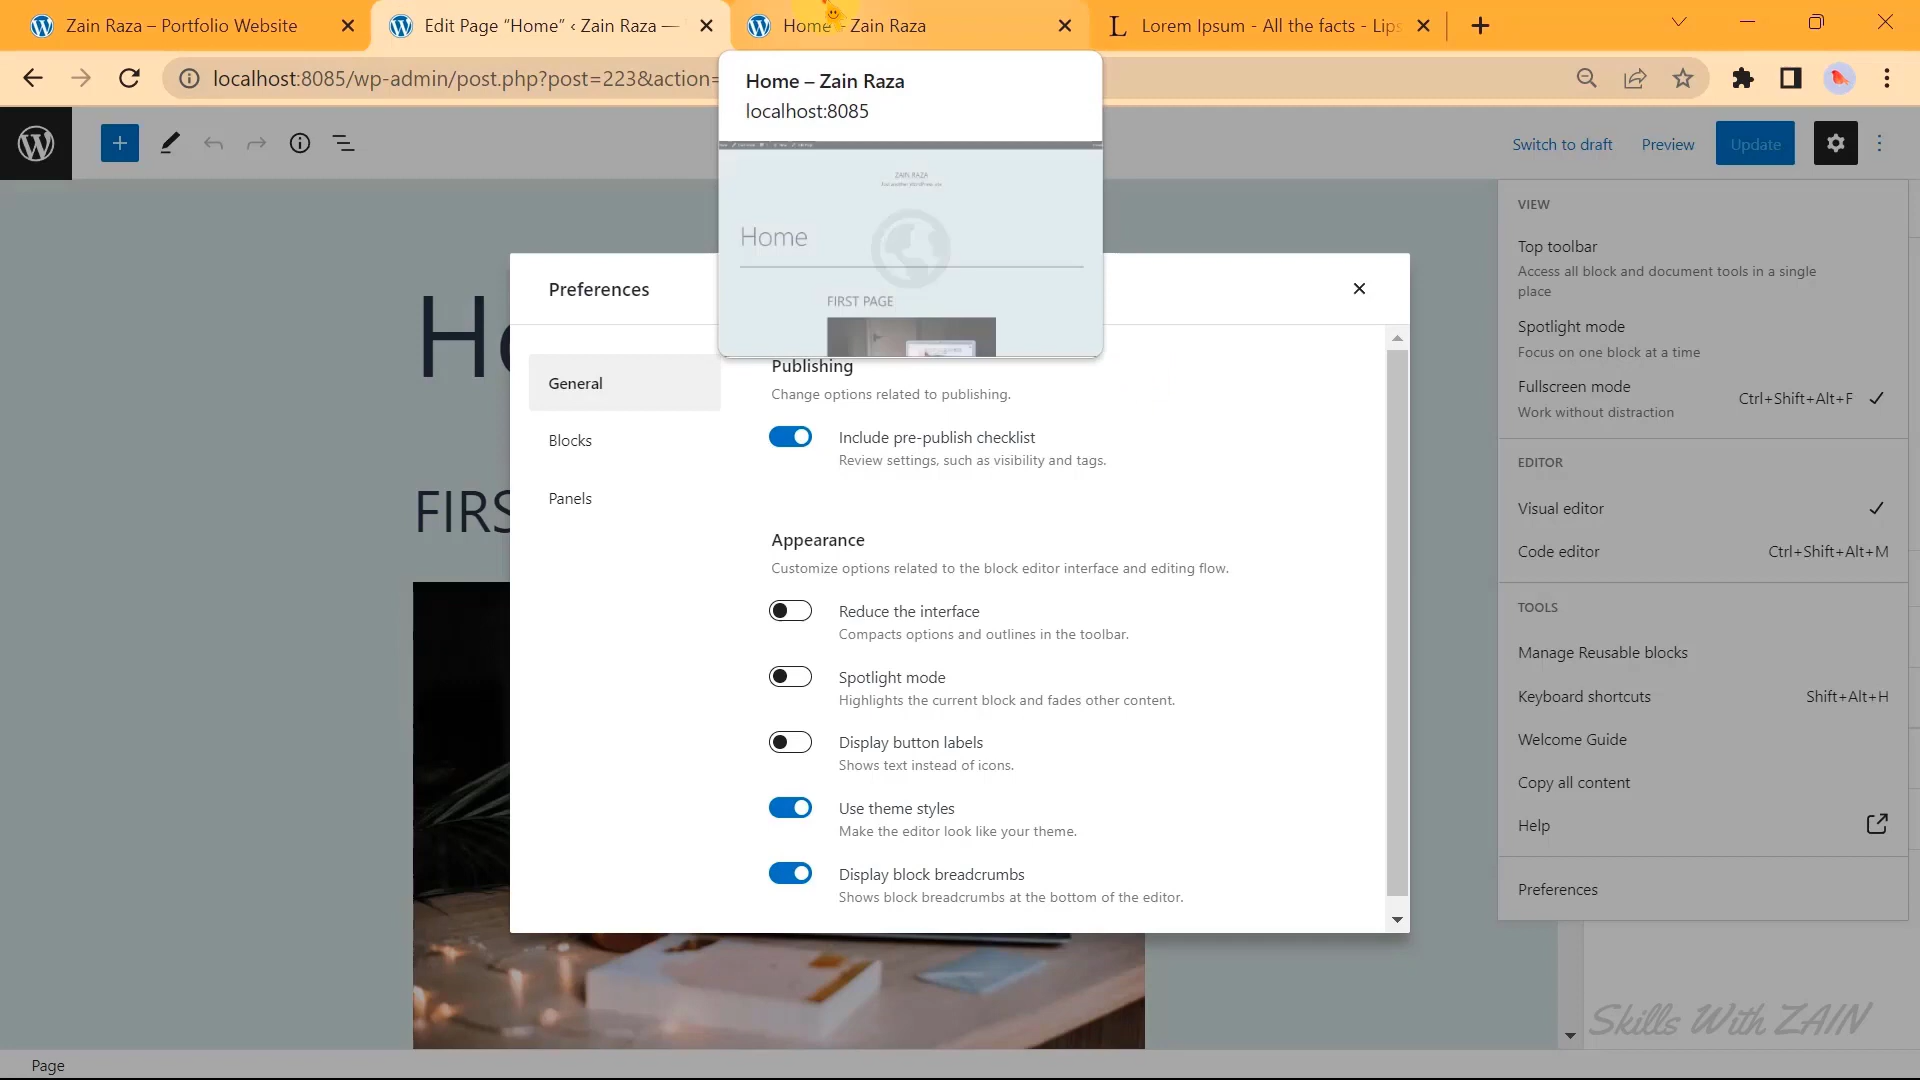 Zain Raza – Portfolio Website
Edit Page “Home” ‹ Zain Raza —
Home – Zain Raza
Lorem Ipsum - All the facts - Lips
localhost:8085/wp-admin/post.php?post=223&action=
Home – Zain Raza
localhost:8085
ZAIN RAZA
Just another WordPress site
Home
FIRST PAGE
Switch to draft
Preview
Update
Ho
FIRS
Preferences
General
Blocks
Panels
Publishing
Change options related to publishing.
Include pre-publish checklist
Review settings, such as visibility and tags.
Appearance
Customize options related to the block editor interface and editing flow.
Reduce the interface
Compacts options and outlines in the toolbar.
Spotlight mode
Highlights the current block and fades other content.
Display button labels
Shows text instead of icons.
Use theme styles
Make the editor look like your theme.
Display block breadcrumbs
Shows block breadcrumbs at the bottom of the editor.
VIEW
Top toolbar
Access all block and document tools in a single
place
Spotlight mode
Focus on one block at a time
Fullscreen mode Ctrl+Shift+Alt+F
Work without distraction
EDITOR
Visual editor
Code editor Ctrl+Shift+Alt+M
TOOLS
Manage Reusable blocks
Keyboard shortcuts Shift+Alt+H
Welcome Guide
Copy all content
Help
Preferences
Skills With ZAIN
Page